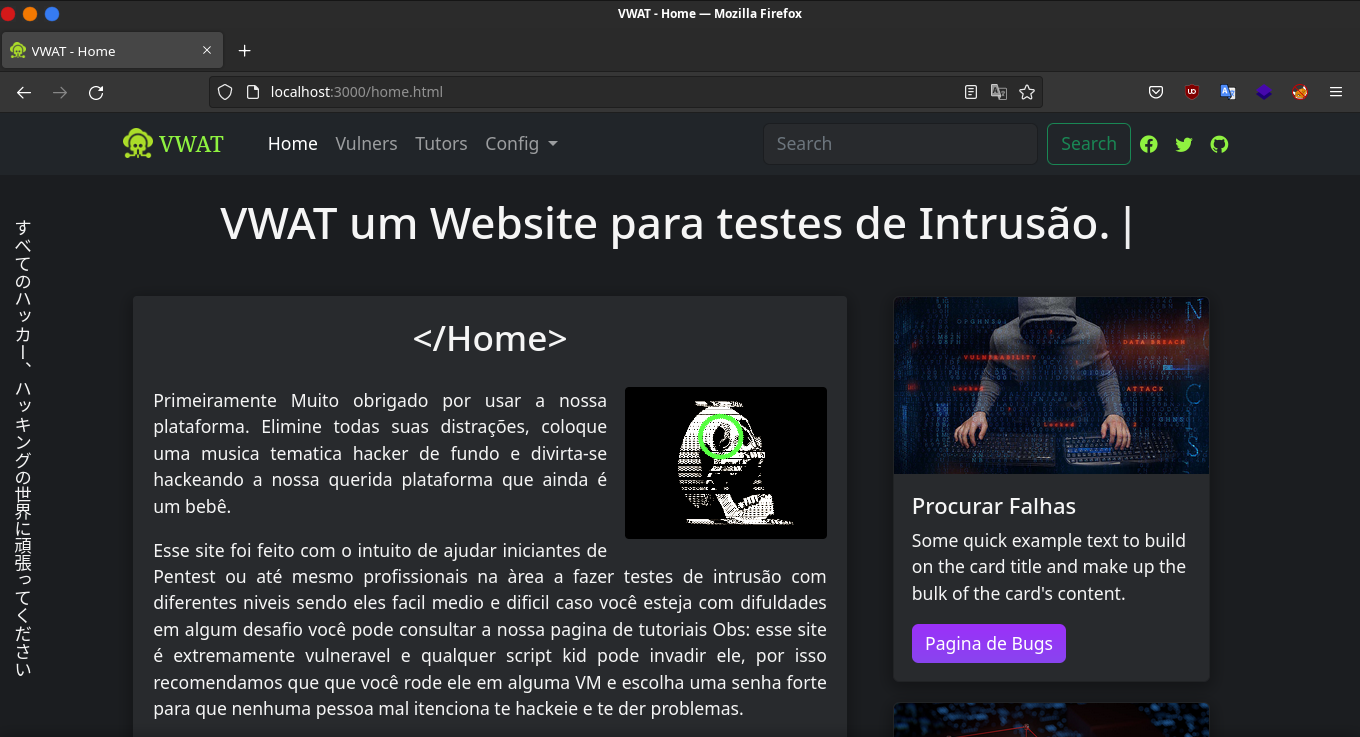 VWAT - Home — Mozilla Firefox
VWAT - Home
localhost:3000/home.html
VWAT
Home Vulners Tutors Config
Search
Search
VWAT um Website para testes de Intrusão. |
すべてのハッカー、ハッキングの世界に頑張ってください
</Home>
Primeiramente Muito obrigado por usar a nossa
plataforma. Elimine todas suas distrações, coloque
uma musica tematica hacker de fundo e divirta-se
hackeando a nossa querida plataforma que ainda é
um bebê.
Esse site foi feito com o intuito de ajudar iniciantes de
Pentest ou até mesmo profissionais na àrea a fazer testes de intrusão com
diferentes niveis sendo eles facil medio e dificil caso você esteja com difuldades
em algum desafio você pode consultar a nossa pagina de tutoriais Obs: esse site
é extremamente vulneravel e qualquer script kid pode invadir ele, por isso
recomendamos que que você rode ele em alguma VM e escolha uma senha forte
para que nenhuma pessoa mal itenciona te hackeie e te der problemas.
DATA BREACH
VULNERABILITY
Locked
ATTACK
Locked
Procurar Falhas
Some quick example text to build
on the card title and make up the
bulk of the card's content.
Pagina de Bugs